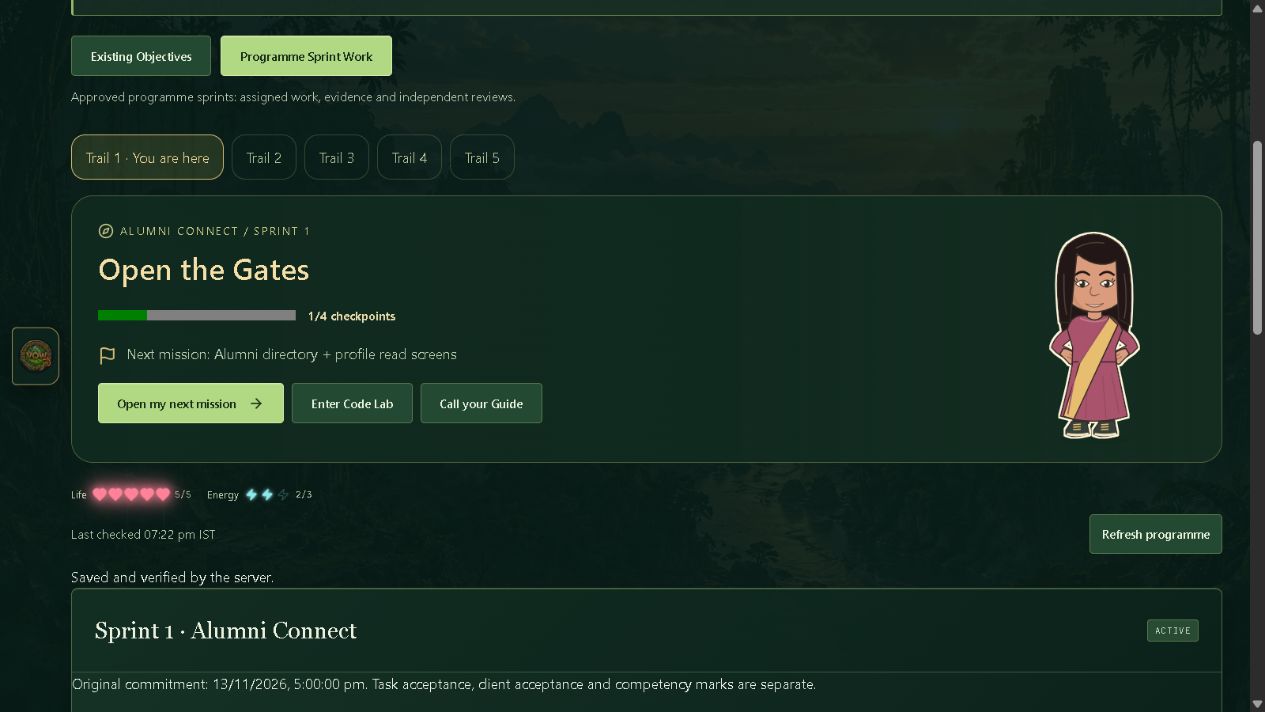 Existing Objectives
Programme Sprint Work
Approved programme sprints: assigned work, evidence and independent reviews.
Trail 1 · You are here
Trail 2
Trail 3
Trail 4
Trail 5
ALUMNI CONNECT / SPRINT 1
Open the Gates
1/4 checkpoints
Next mission: Alumni directory + profile read screens
Open my next mission
Enter Code Lab
Call your Guide
Life 5/5 Energy 2/3
Last checked 07:22 pm IST
Refresh programme
Saved and verified by the server.
Sprint 1 · Alumni Connect
ACTIVE
Original commitment: 13/11/2026, 5:00:00 pm. Task acceptance, client acceptance and competency marks are separate.